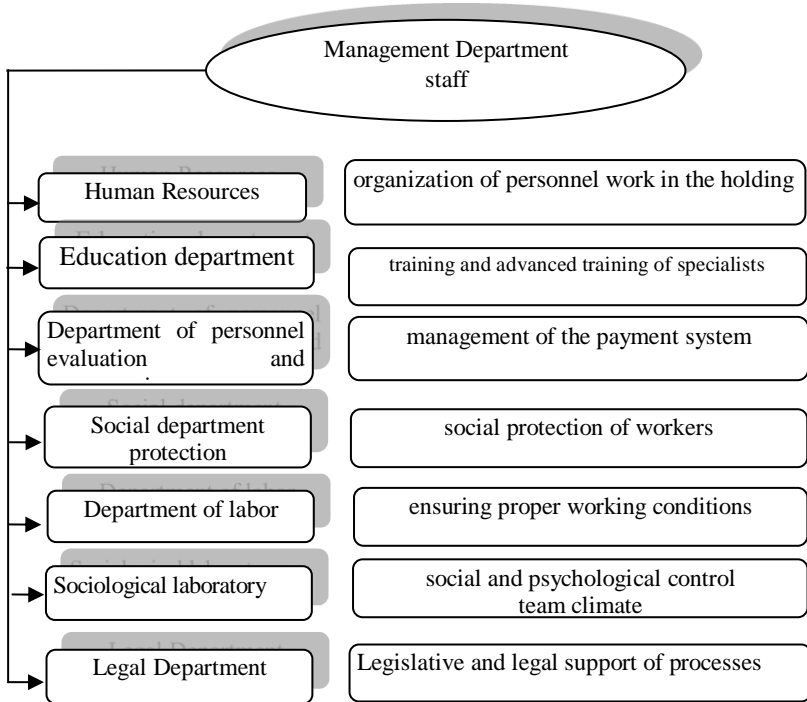 Management Department
staff
Human Resources
organization of personnel work in the holding
Education department
training and advanced training of specialists
Department of personnel
evaluation and
management of the payment system
Social department
protection
social protection of workers
Department of labor
ensuring proper working conditions
Sociological laboratory
social and psychological control
team climate
Legal Department
Legislative and legal support of processes